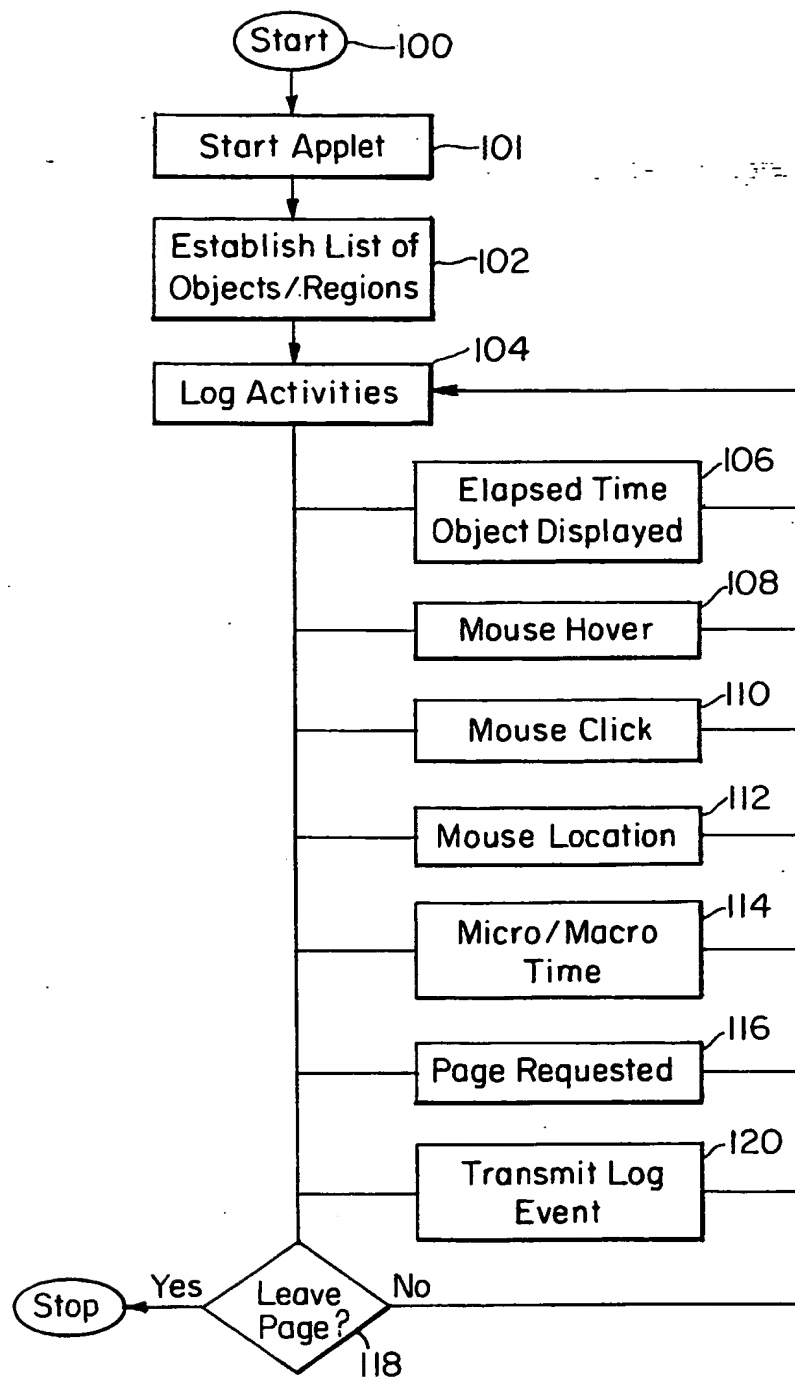 Start
100
Start Applet
101
Establish List of
Objects/Regions
102
104
Log Activities
106
Elapsed Time
Object Displayed
108
Mouse Hover
110
Mouse Click
112
Mouse Location
114
Micro/Macro
Time
116
Page Requested
120
Transmit Log
Event
Yes
No
Stop
Leave
Page?
118